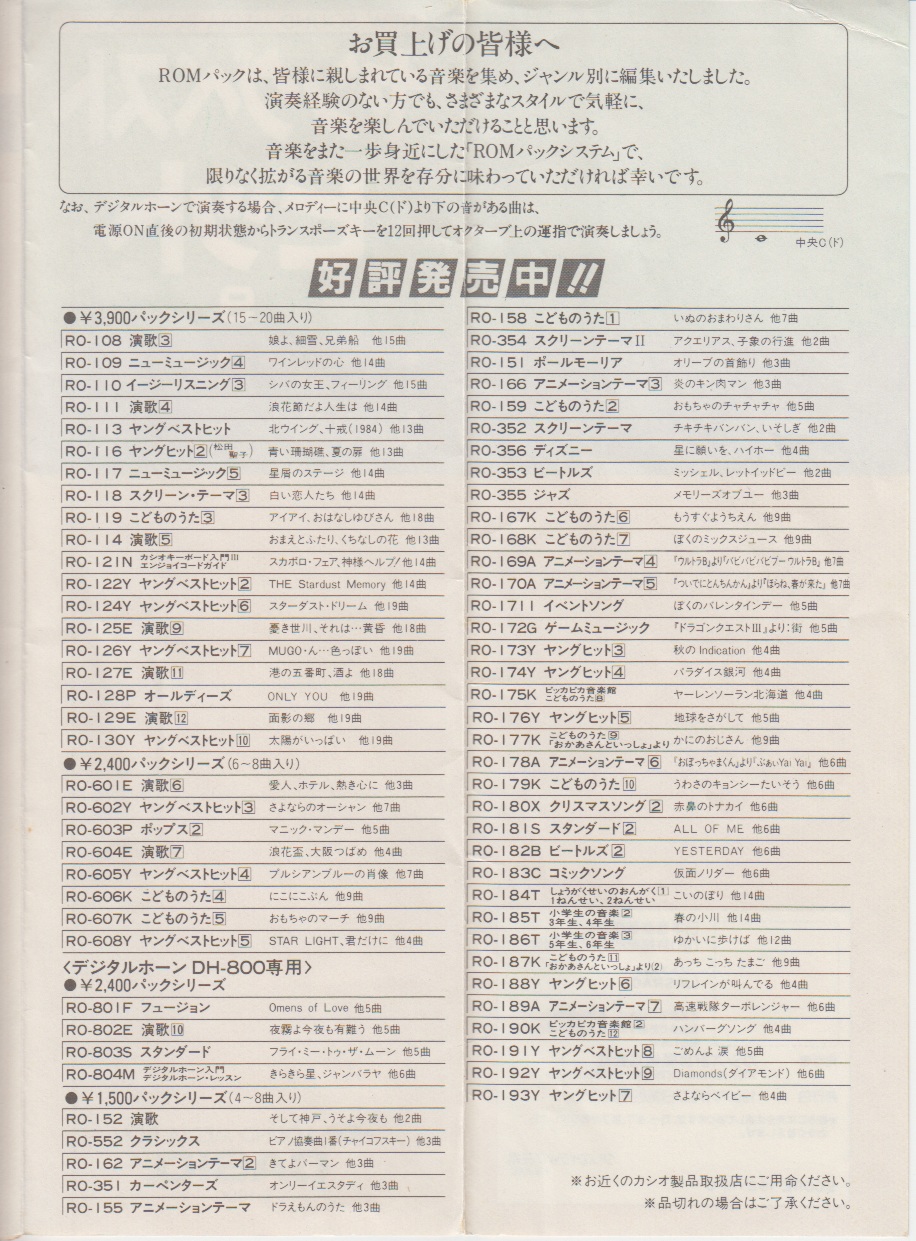 お買上げの皆様へ
ROMパックは、皆様に親しまれている音楽を集め、ジャンル別に編集いたしました。
演奏経験のない方でも、さまざまなスタイルで気軽に、
音楽を楽しんでいただけることと思います。
音楽をまた一歩身近にした「ROMパックシステム」で、
限りなく拡がる音楽の世界を存分に味わっていただければ幸いです。
なお、デジタルホーンで演奏する場合、メロディーに中央C(ド)より下の音がある曲は、
電源ON直後の初期状態からトランスポーズキーを12回押してオクターブ上の運指で演奏しましょう。
中央C(ド)
好評発売中!!
●¥3,900パックシリーズ(15〜20曲入り)
RO-108 演歌3 娘よ、細雪、兄弟船 他15曲
RO-109 ニューミュージック4 ワインレッドの心 他14曲
RO-110 イージーリスニング3 シバの女王、フィーリング 他15曲
RO-111 演歌4 浪花節だよ人生は 他14曲
RO-113 ヤングベストヒット 北ウイング、十戒(1984) 他13曲
RO-116 ヤングヒット2(松田聖子) 青い珊瑚礁、夏の扉 他13曲
RO-117 ニューミュージック5 星屑のステージ 他14曲
RO-118 スクリーン・テーマ3 白い恋人たち 他14曲
RO-119 こどものうた3 アイアイ、おはなしゆびさん 他18曲
RO-114 演歌5 おまえとふたり、くちなしの花 他13曲
RO-121N カシオキーボード入門III エンジョイコードガイド スカボロ・フェア、神様ヘルプ! 他14曲
RO-122Y ヤングベストヒット2 THE Stardust Memory 他14曲
RO-124Y ヤングベストヒット6 スターダスト・ドリーム 他19曲
RO-125E 演歌9 憂き世川、それは…黄昏 他18曲
RO-126Y ヤングベストヒット7 MUGO・ん…色っぽい 他19曲
RO-127E 演歌11 港の五番町、酒よ 他18曲
RO-128P オールディーズ ONLY YOU 他19曲
RO-129E 演歌12 面影の郷 他19曲
RO-130Y ヤングベストヒット10 太陽がいっぱい 他19曲
●¥2,400パックシリーズ(6〜8曲入り)
RO-601E 演歌6 愛人、ホテル、熱き心に 他3曲
RO-602Y ヤングベストヒット3 さよならのオーシャン 他7曲
RO-603P ポップス2 マニック・マンデー 他5曲
RO-604E 演歌7 浪花盃、大阪つばめ 他4曲
RO-605Y ヤングベストヒット4 プルシアンブルーの肖像 他7曲
RO-606K こどものうた4 にこにこぷん 他9曲
RO-607K こどものうた5 おもちゃのマーチ 他9曲
RO-608Y ヤングベストヒット5 STAR LIGHT、君だけに 他4曲
〈デジタルホーン DH-800専用〉
●¥2,400パックシリーズ
RO-801F フュージョン Omens of Love 他5曲
RO-802E 演歌10 夜霧よ今夜も有難う 他5曲
RO-803S スタンダード フライ・ミー・トゥ・ザ・ムーン 他5曲
RO-804M デジタルホーン入門 デジタルホーン・レッスン きらきら星、ジャンバラヤ 他6曲
●¥1,500パックシリーズ(4〜8曲入り)
RO-152 演歌 そして神戸、うそよ今夜も 他2曲
RO-552 クラシックス ピアノ協奏曲1番(チャイコフスキー) 他3曲
RO-162 アニメーションテーマ2 きてよパーマン 他3曲
RO-351 カーペンターズ オンリーイエスタディ 他3曲
RO-155 アニメーションテーマ ドラえもんのうた 他3曲
RO-158 こどものうた1 いぬのおまわりさん 他7曲
RO-354 スクリーンテーマII アクエリアス、子象の行進 他2曲
RO-151 ポールモーリア オリーブの首飾り 他3曲
RO-166 アニメーションテーマ3 炎のキン肉マン 他3曲
RO-159 こどものうた2 おもちゃのチャチャチャ 他5曲
RO-352 スクリーンテーマ チキチキバンバン、いそしぎ 他2曲
RO-356 ディズニー 星に願いを、ハイホー 他4曲
RO-353 ビートルズ ミッシェル、レットイッドビー 他2曲
RO-355 ジャズ メモリーズオブユー 他3曲
RO-167K こどものうた6 もうすぐようちえん 他9曲
RO-168K こどものうた7 ぼくのミックスジュース 他9曲
RO-169A アニメーションテーマ4 『ウルトラB』より「バビバビバビブーウルトラB」 他7曲
RO-170A アニメーションテーマ5 『ついでにとんちんかん』より「ほらね、春が来た」 他7曲
RO-171I イベントソング ぼくのバレンタインデー 他5曲
RO-172G ゲームミュージック 『ドラゴンクエストIII』より:街 他5曲
RO-173Y ヤングヒット3 秋のIndication 他4曲
RO-174Y ヤングヒット4 パラダイス銀河 他4曲
RO-175K ピッカピカ音楽館 こどものうた8 ヤーレンソーラン北海道 他4曲
RO-176Y ヤングヒット5 地球をさがして 他5曲
RO-177K こどものうた9 「おかあさんといっしょ」より かにのおじさん 他9曲
RO-178A アニメーションテーマ6 『おぼっちゃまくん』より「ぶぁいYai Yai」 他6曲
RO-179K こどものうた10 うわさのキョンシーたいそう 他6曲
RO-180X クリスマスソング2 赤鼻のトナカイ 他6曲
RO-181S スタンダード2 ALL OF ME 他6曲
RO-182B ビートルズ2 YESTERDAY 他6曲
RO-183C コミックソング 仮面ノリダー 他6曲
RO-184T しょうがくせいのおんがく1 1ねんせい、2ねんせい こいのぼり 他14曲
RO-185T 小学生の音楽2 3年生、4年生 春の小川 他14曲
RO-186T 小学生の音楽3 5年生、6年生 ゆかいに歩けば 他12曲
RO-187K こどものうた11 「おかあさんといっしょ」より(2) あっち こっち たまご 他9曲
RO-188Y ヤングヒット6 リフレインが叫んでる 他4曲
RO-189A アニメーションテーマ7 高速戦隊ターボレンジャー 他6曲
RO-190K ピッカピカ音楽館2 こどものうた12 ハンバーグソング 他4曲
RO-191Y ヤングベストヒット8 ごめんよ 涙 他5曲
RO-192Y ヤングベストヒット9 Diamonds(ダイアモンド) 他6曲
RO-193Y ヤングヒット7 さよならベイビー 他4曲
※お近くのカシオ製品取扱店にご用命ください。
※品切れの場合はご了承ください。